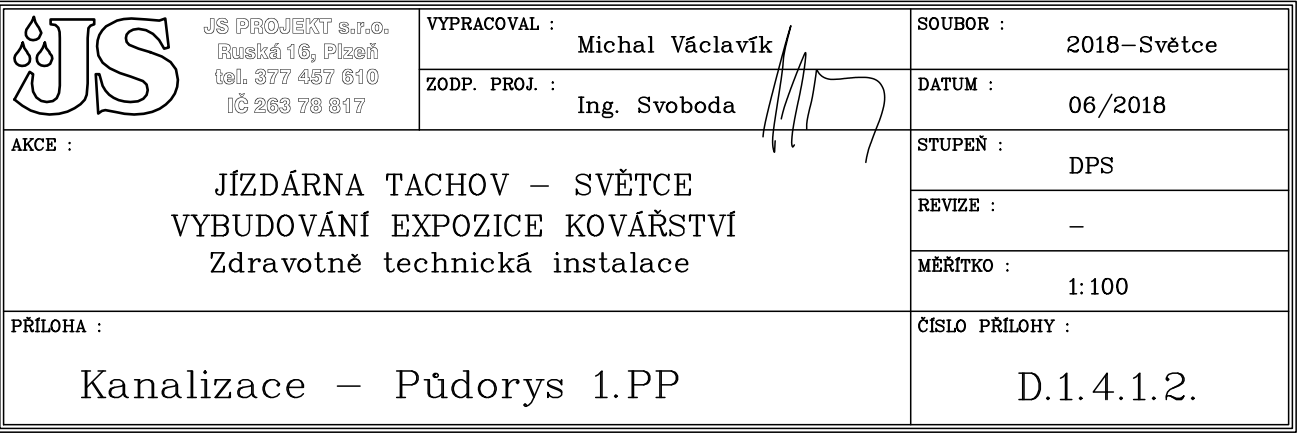 JS
JS PROJEKT s.r.o.
Ruská 16, Plzeň
tel. 377 457 610
IČ 263 78 817
VYPRACOVAL :
Michal Václavík
ZODP. PROJ. :
Ing. Svoboda
SOUBOR :
2018-Světce
DATUM :
06/2018
AKCE :
JÍZDÁRNA TACHOV – SVĚTCE
VYBUDOVÁNÍ EXPOZICE KOVÁŘSTVÍ
Zdravotně technická instalace
STUPEŇ :
DPS
REVIZE :
–
MĚŘÍTKO :
1:100
PŘÍLOHA :
Kanalizace – Půdorys 1.PP
ČÍSLO PŘÍLOHY :
D.1.4.1.2.